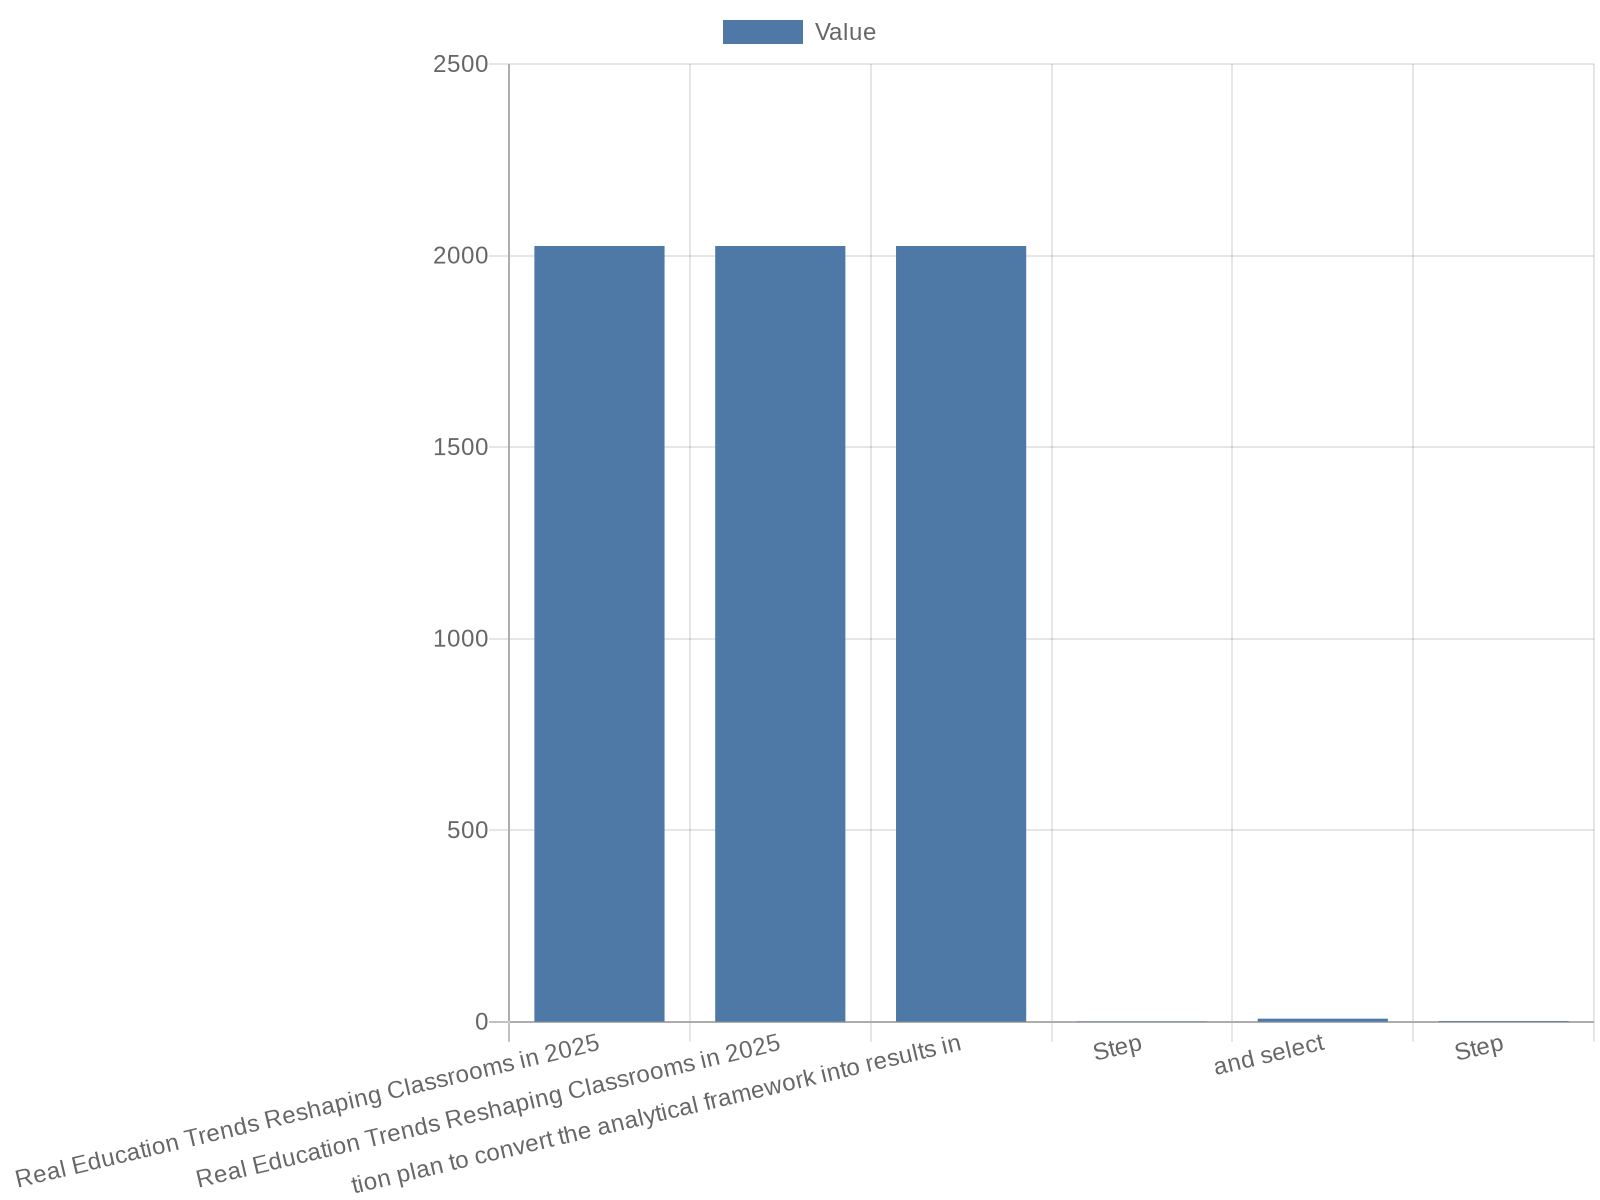 Value
2500
2000
1500
1000
500
0
Real Education Trends Reshaping Classrooms in 2025
Real Education Trends Reshaping Classrooms in 2025
tion plan to convert the analytical framework into results in
Step
and select
Step